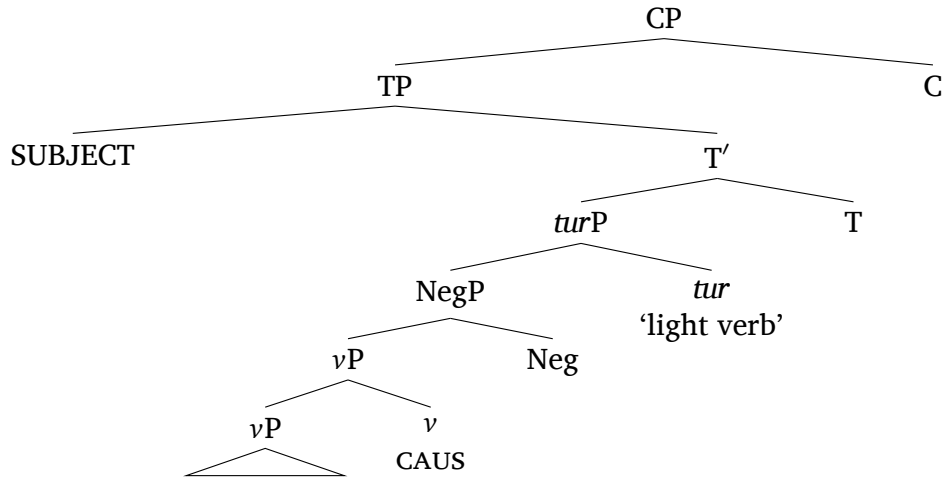 CP
TP C
SUBJECT T′
turP T
NegP tur
‘light verb’
vP Neg
vP v
CAUS